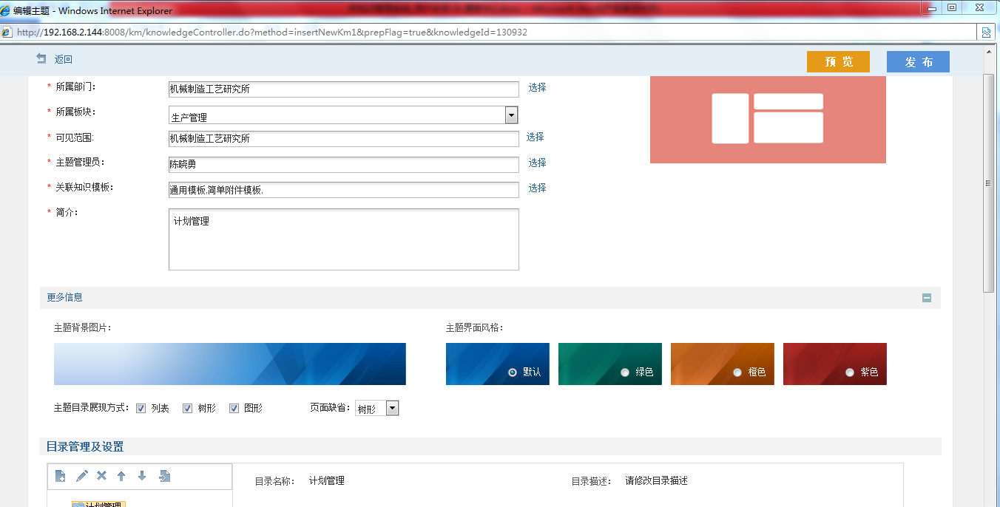 编辑主题 - Windows Internet Explorer
http://192.168.2.144:8008/km/knowledgeController.do?method=insertNewKm1&prepFlag=true&knowledgeId=130932
返回 预 览 发 布
* 所属部门: 机械制造工艺研究所 选择
* 所属板块: 生产管理
* 可见范围: 机械制造工艺研究所 选择
* 主题管理员: 陈晓勇 选择
* 关联知识模板: 通用模板,简单附件模板, 选择
* 简介: 计划管理
更多信息
主题背景图片: 主题界面风格:
默认 绿色 橙色 紫色
主题目录展现方式: 列表 树形 图形 页面缺省: 树形
目录管理及设置
目录名称: 计划管理 目录描述: 请修改目录描述
计划管理